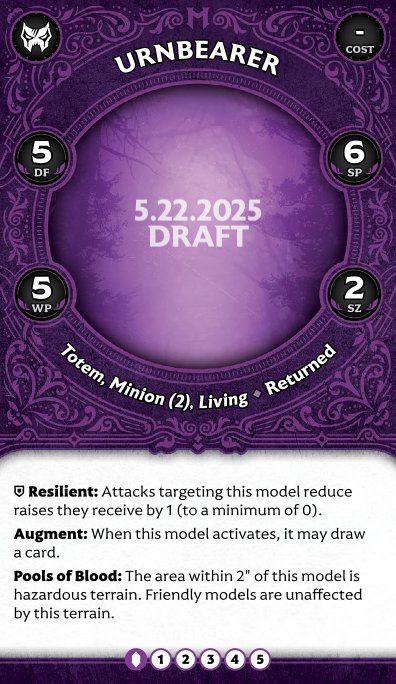 URNBEARER
-
COST
5
DF
6
SP
5.22.2025
DRAFT
5
WP
2
SZ
Totem, Minion (2), Living ◆ Returned
Resilient: Attacks targeting this model reduce
raises they receive by 1 (to a minimum of 0).
Augment: When this model activates, it may draw
a card.
Pools of Blood: The area within 2" of this model is
hazardous terrain. Friendly models are unaffected
by this terrain.
1 2 3 4 5